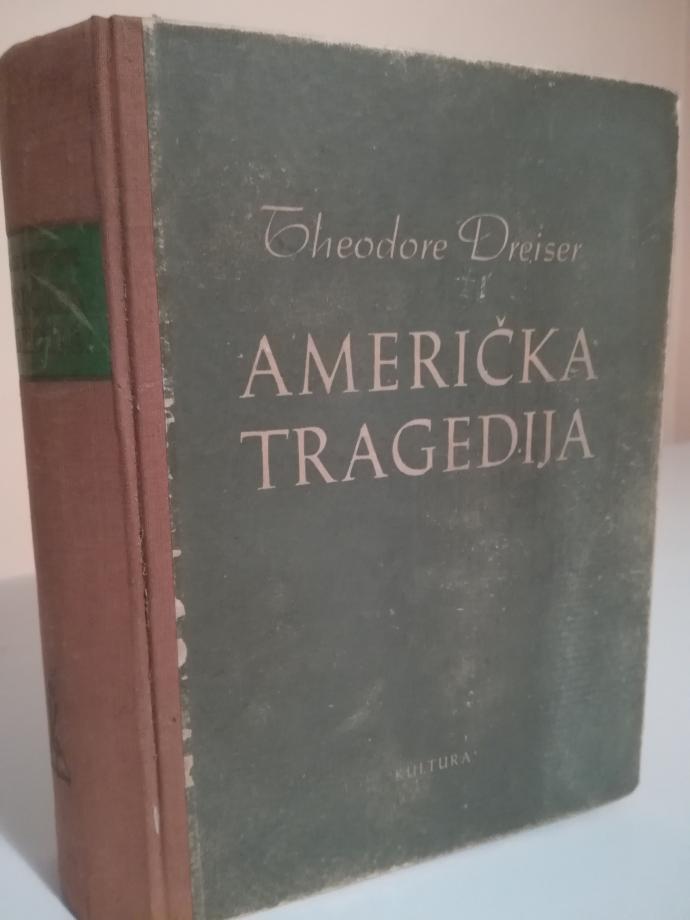 Theodore Dreiser
AMERIČKA
TRAGEDIJA
KULTURA